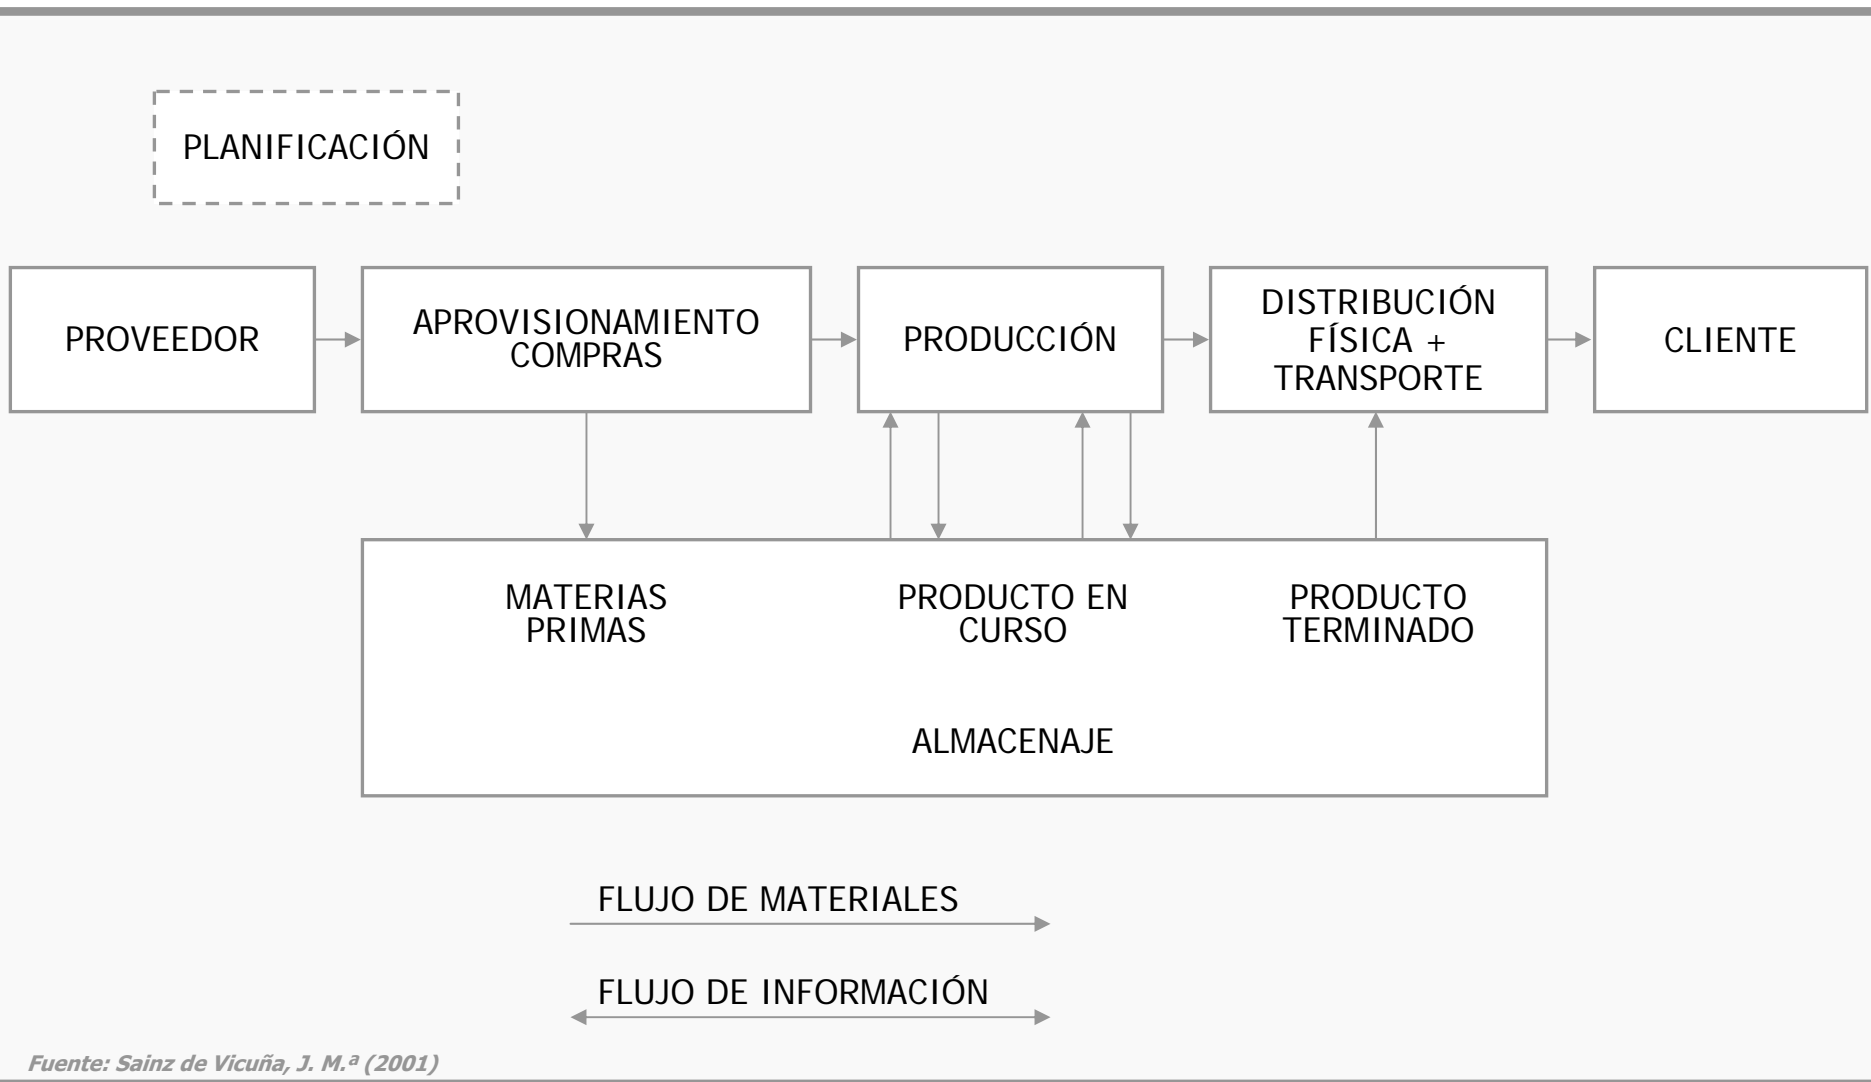 PLANIFICACIÓN
PROVEEDOR
APROVISIONAMIENTO
COMPRAS
PRODUCCIÓN
DISTRIBUCIÓN
FÍSICA +
TRANSPORTE
CLIENTE
MATERIAS
PRIMAS
PRODUCTO EN
CURSO
PRODUCTO
TERMINADO
ALMACENAJE
FLUJO DE MATERIALES
FLUJO DE INFORMACIÓN
Fuente: Sainz de Vicuña, J. M.ª (2001)